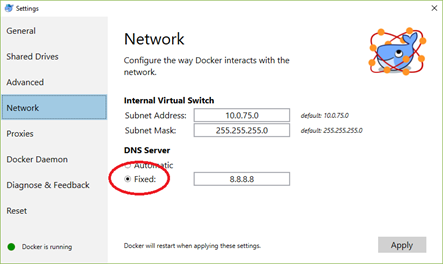 Settings
General
Shared Drives
Advanced
Network
Proxies
Docker Daemon
Diagnose & Feedback
Reset
Docker is running
Network
Configure the way Docker interacts with the
network.
Internal Virtual Switch
Subnet Address: 10.0.75.0 default: 10.0.75.0
Subnet Mask: 255.255.255.0 default: 255.255.255.0
DNS Server
Automatic
Fixed: 8.8.8.8
Docker will restart when applying these settings.
Apply